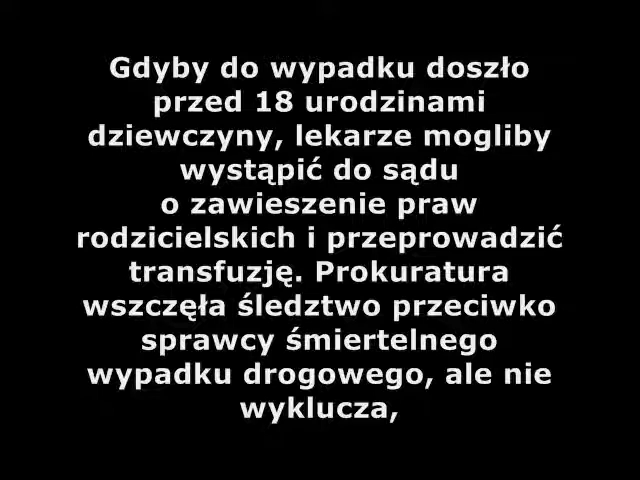 Gdyby do wypadku doszło
przed 18 urodzinami
dziewczyny, lekarze mogliby
wystąpić do sądu
o zawieszenie praw
rodzicielskich i przeprowadzić
transfuzję. Prokuratura
wszczęła śledztwo przeciwko
sprawcy śmiertelnego
wypadku drogowego, ale nie
wyklucza,